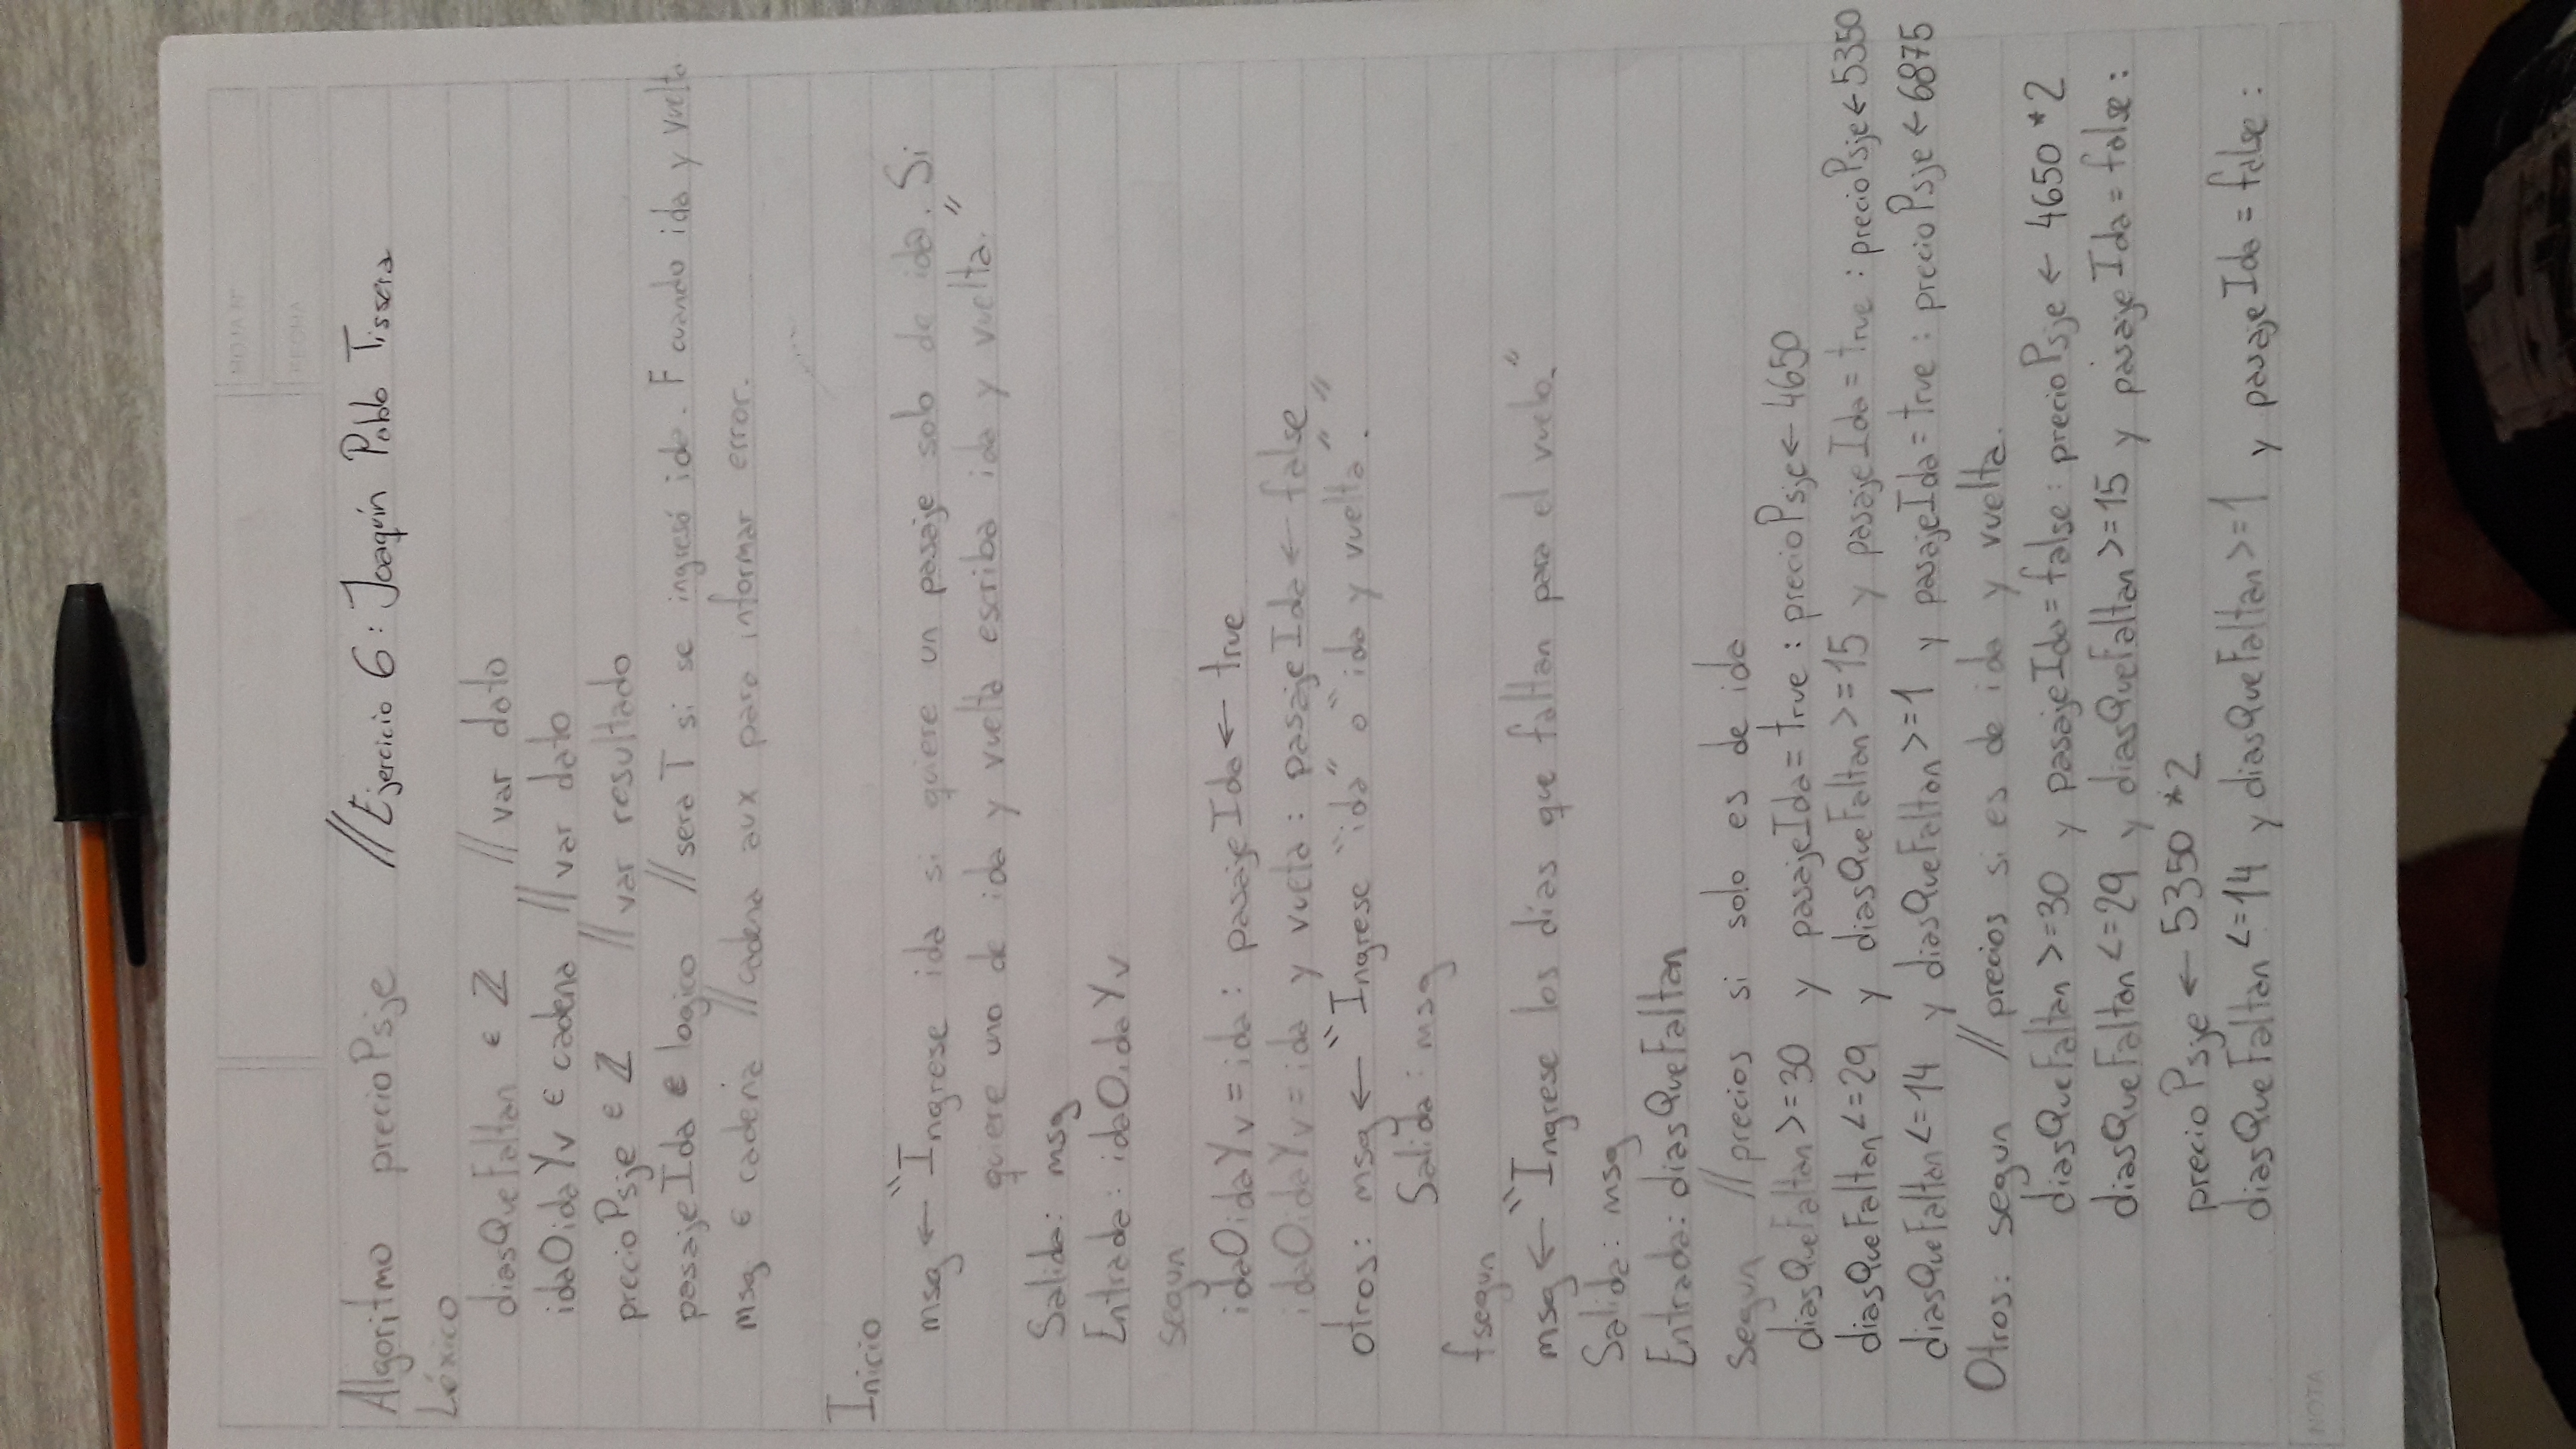 HOJA N°
FECHA
Algoritmo precioPsje //Ejercicio 6: Joaquín Pablo Tissera
Léxico
diasQueFaltan ∈ ℤ //var dato
idaOidaYv ∈ cadena //var dato
precioPsje ∈ ℤ //var resultado
pasajeIda ∈ logico //sera T si se ingresó ida. F cuando ida y vuelta
msg ∈ cadena //cadena aux para informar error.
Inicio
msg ← "Ingrese ida si quiere un pasaje solo de ida. Si
quiere uno de ida y vuelta escriba ida y vuelta."
Salida: msg
Entrada: idaOidaYv
segun
idaOidaYv = ida : pasajeIda ← true
idaOidaYv = ida y vuelta : pasajeIda ← false
otros: msg ← "Ingrese "ida" o "ida y vuelta"."
Salida: msg
fsegun
msg ← "Ingrese los dias que faltan para el vuelo."
Salida: msg
Entrada: diasQueFaltan
segun //precios si solo es de ida
diasQueFaltan >=30 y pasajeIda = true : precioPsje ← 4650
diasQueFaltan <=29 y diasQueFaltan >=15 y pasajeIda = true : precioPsje ← 5350
diasQueFaltan <=14 y diasQueFaltan >=1 y pasajeIda = true : precioPsje ← 6875
Otros: segun //precios si es de ida y vuelta.
diasQueFaltan >=30 y pasajeIda = false : precioPsje ← 4650 *2
diasQueFaltan <=29 y diasQueFaltan >=15 y pasajeIda = false :
precioPsje ← 5350 *2
diasQueFaltan <=14 y diasQueFaltan >=1 y pasajeIda = false :
NOTA